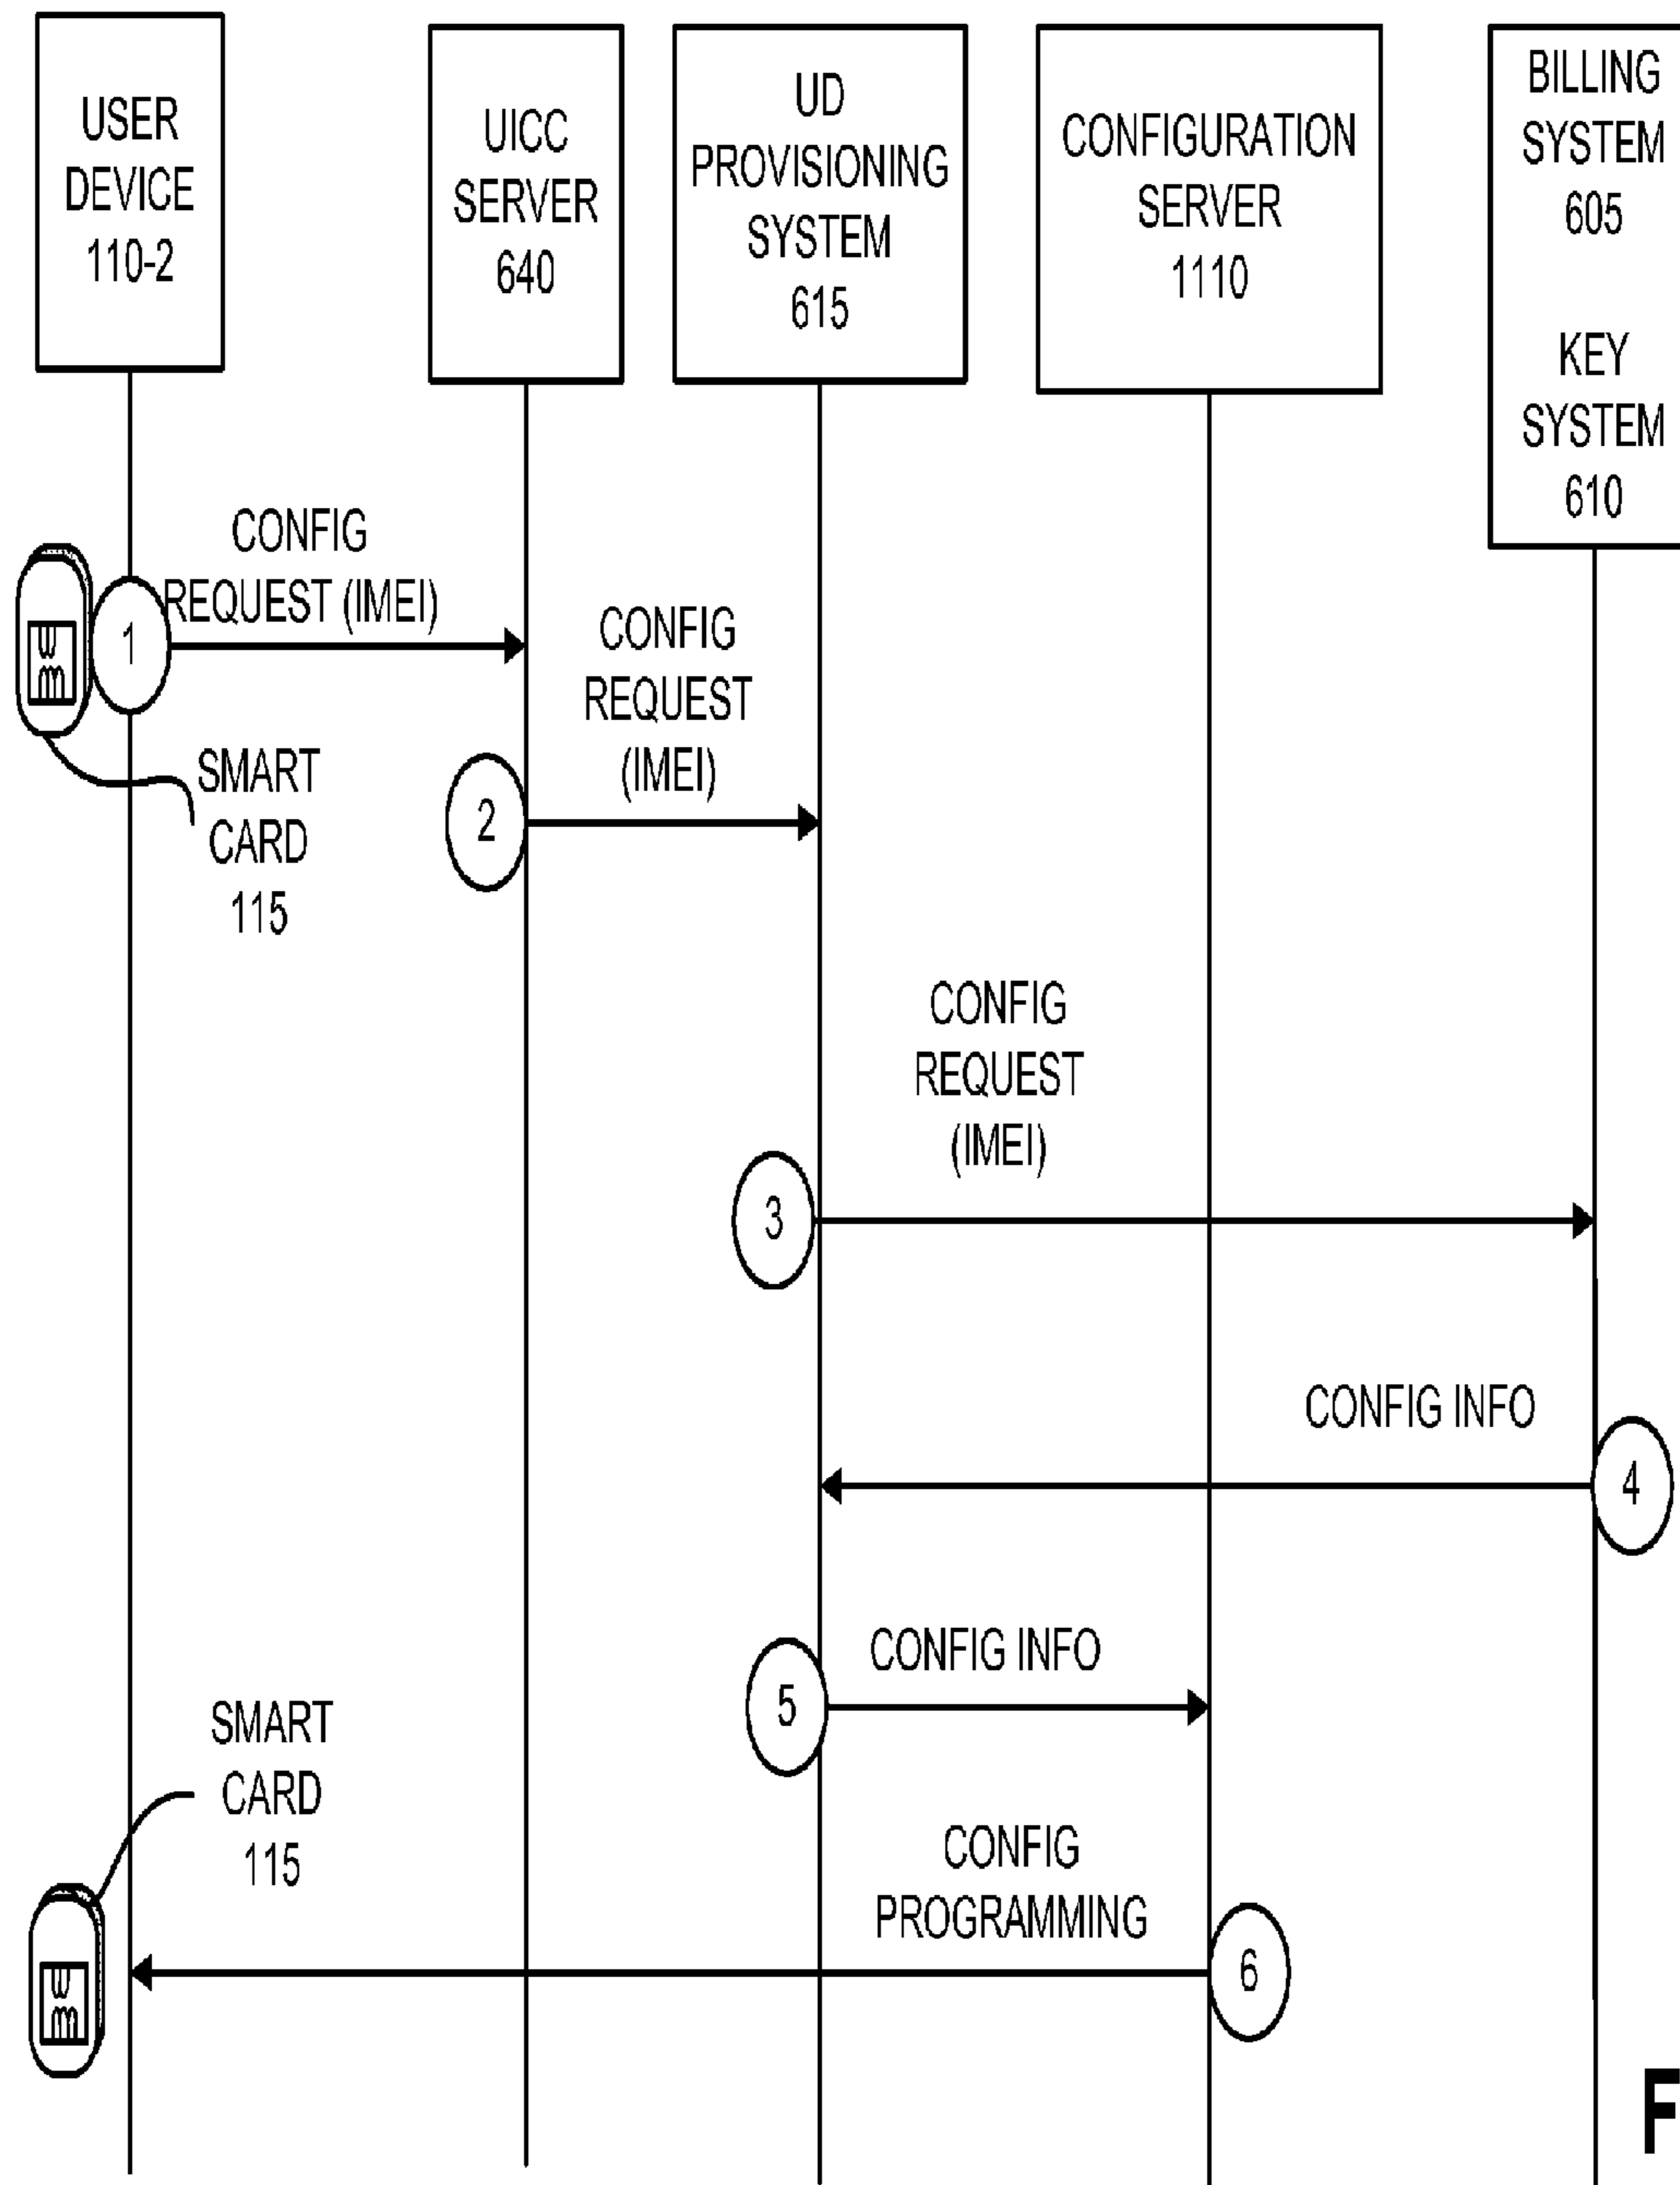 USER
DEVICE
110-2
UICC
SERVER
640
UD
PROVISIONING
SYSTEM
615
CONFIGURATION
SERVER
1110
BILLING
SYSTEM
605
KEY
SYSTEM
610
CONFIG
REQUEST (IMEI)
1
SMART
CARD
115
CONFIG
REQUEST
(IMEI)
2
CONFIG
REQUEST
(IMEI)
3
CONFIG INFO
4
CONFIG INFO
5
SMART
CARD
115
CONFIG
PROGRAMMING
6
F